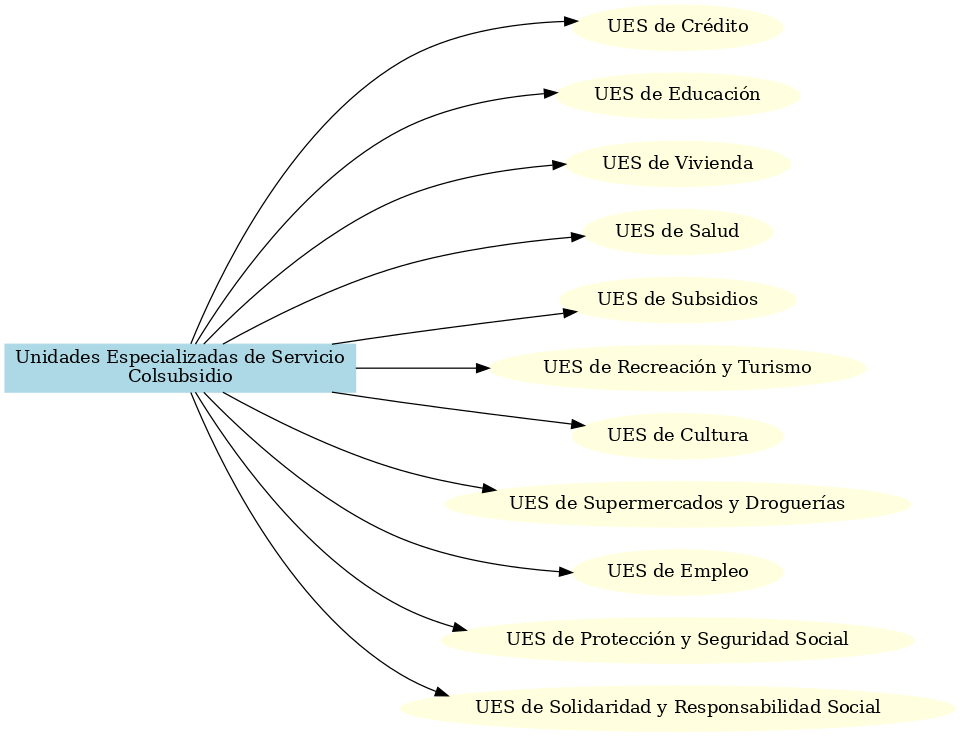 UES de Crédito
UES de Educación
UES de Vivienda
UES de Salud
UES de Subsidios
Unidades Especializadas de Servicio
Colsubsidio
UES de Recreación y Turismo
UES de Cultura
UES de Supermercados y Droguerías
UES de Empleo
UES de Protección y Seguridad Social
UES de Solidaridad y Responsabilidad Social